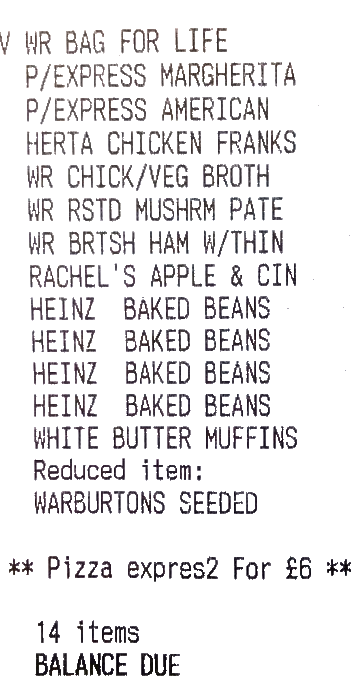 V WR BAG FOR LIFE
P/EXPRESS MARGHERITA
P/EXPRESS AMERICAN
HERTA CHICKEN FRANKS
WR CHICK/VEG BROTH
WR RSTD MUSHRM PATE
WR BRTSH HAM W/THIN
RACHEL'S APPLE & CIN
HEINZ BAKED BEANS
HEINZ BAKED BEANS
HEINZ BAKED BEANS
HEINZ BAKED BEANS
WHITE BUTTER MUFFINS
Reduced item:
WARBURTONS SEEDED
** Pizza expres2 For £6 **
14 items
BALANCE DUE